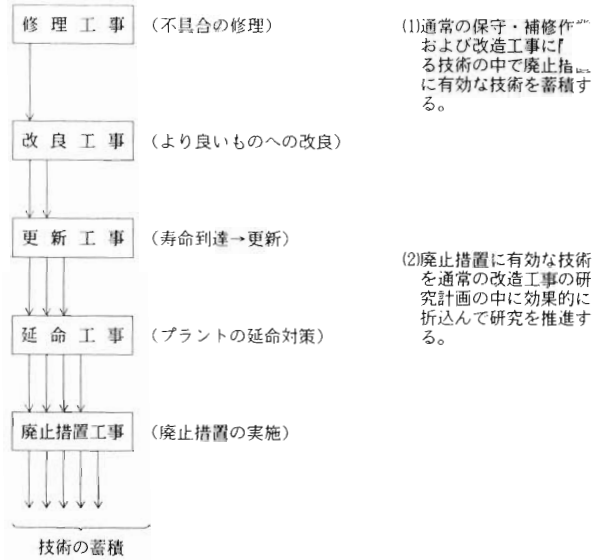 修理工事 (不具合の修理)
改良工事 (より良いものへの改良)
更新工事 (寿命到達→更新)
延命工事 (プラントの延命対策)
廃止措置工事 (廃止措置の実施)
技術の蓄積
(1)通常の保守・補修作
および改造工事に
る技術の中で廃止措
に有効な技術を蓄積す
る。
(2)廃止措置に有効な技術
を通常の改造工事の研
究計画の中に効果的に
折込んで研究を推進す
る。